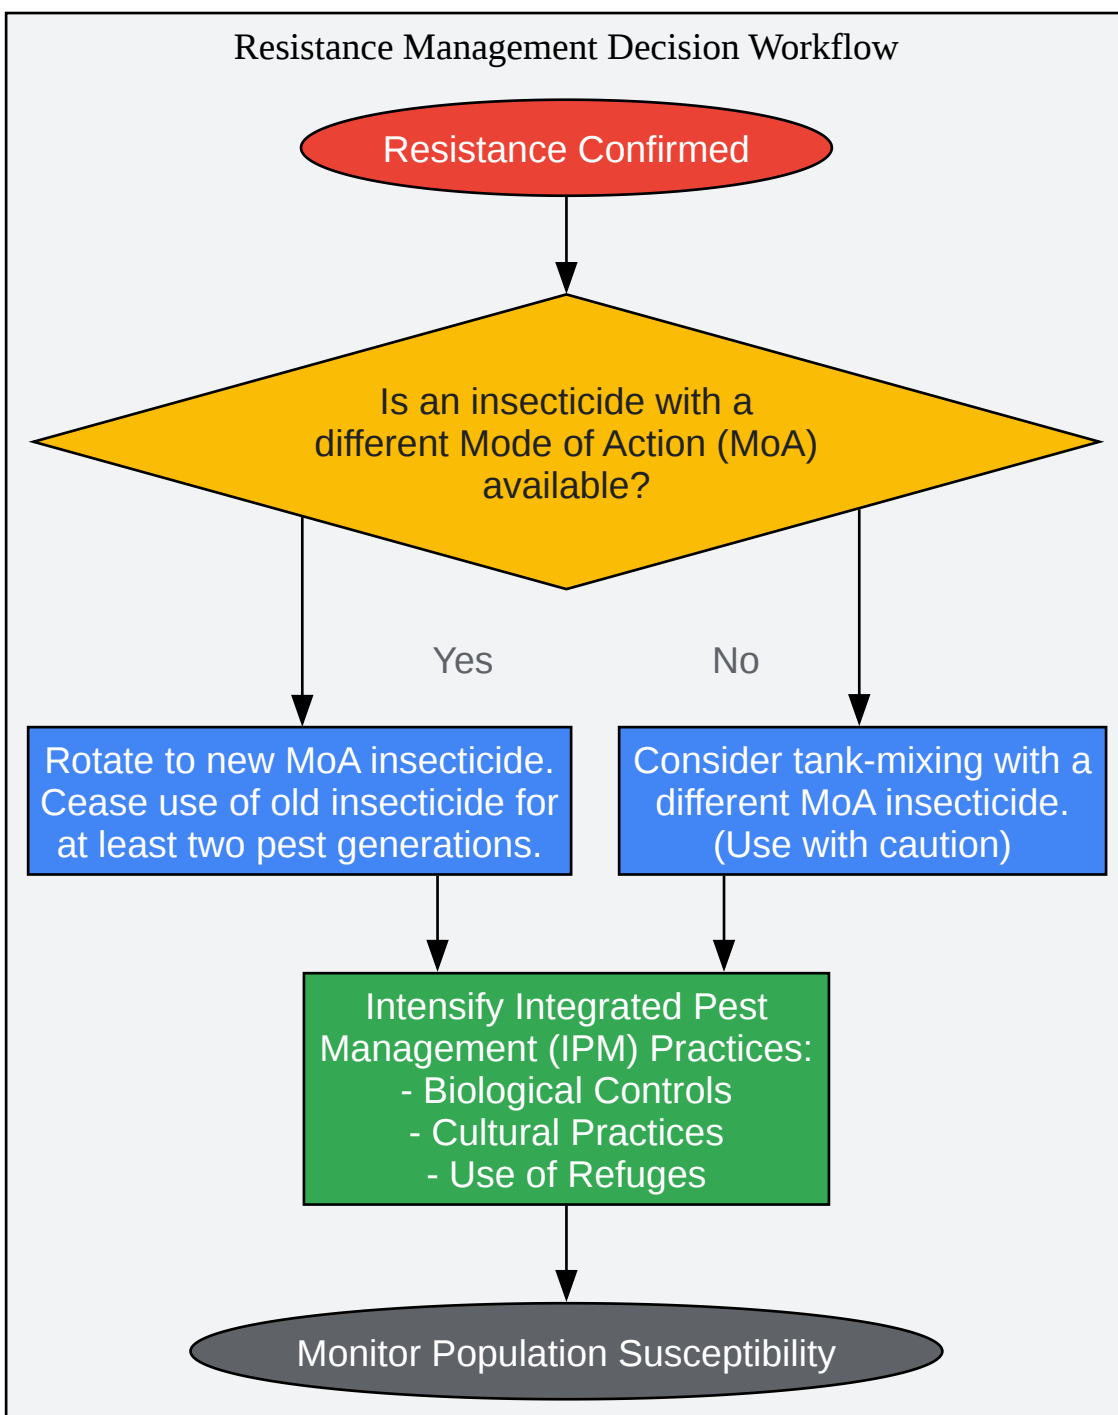 Resistance Management Decision Workflow
Resistance Confirmed
Is an insecticide with a
different Mode of Action (MoA)
available?
Yes
No
Rotate to new MoA insecticide.
Cease use of old insecticide for
at least two pest generations.
Consider tank-mixing with a
different MoA insecticide.
(Use with caution)
Intensify Integrated Pest
Management (IPM) Practices:
- Biological Controls
- Cultural Practices
- Use of Refuges
Monitor Population Susceptibility